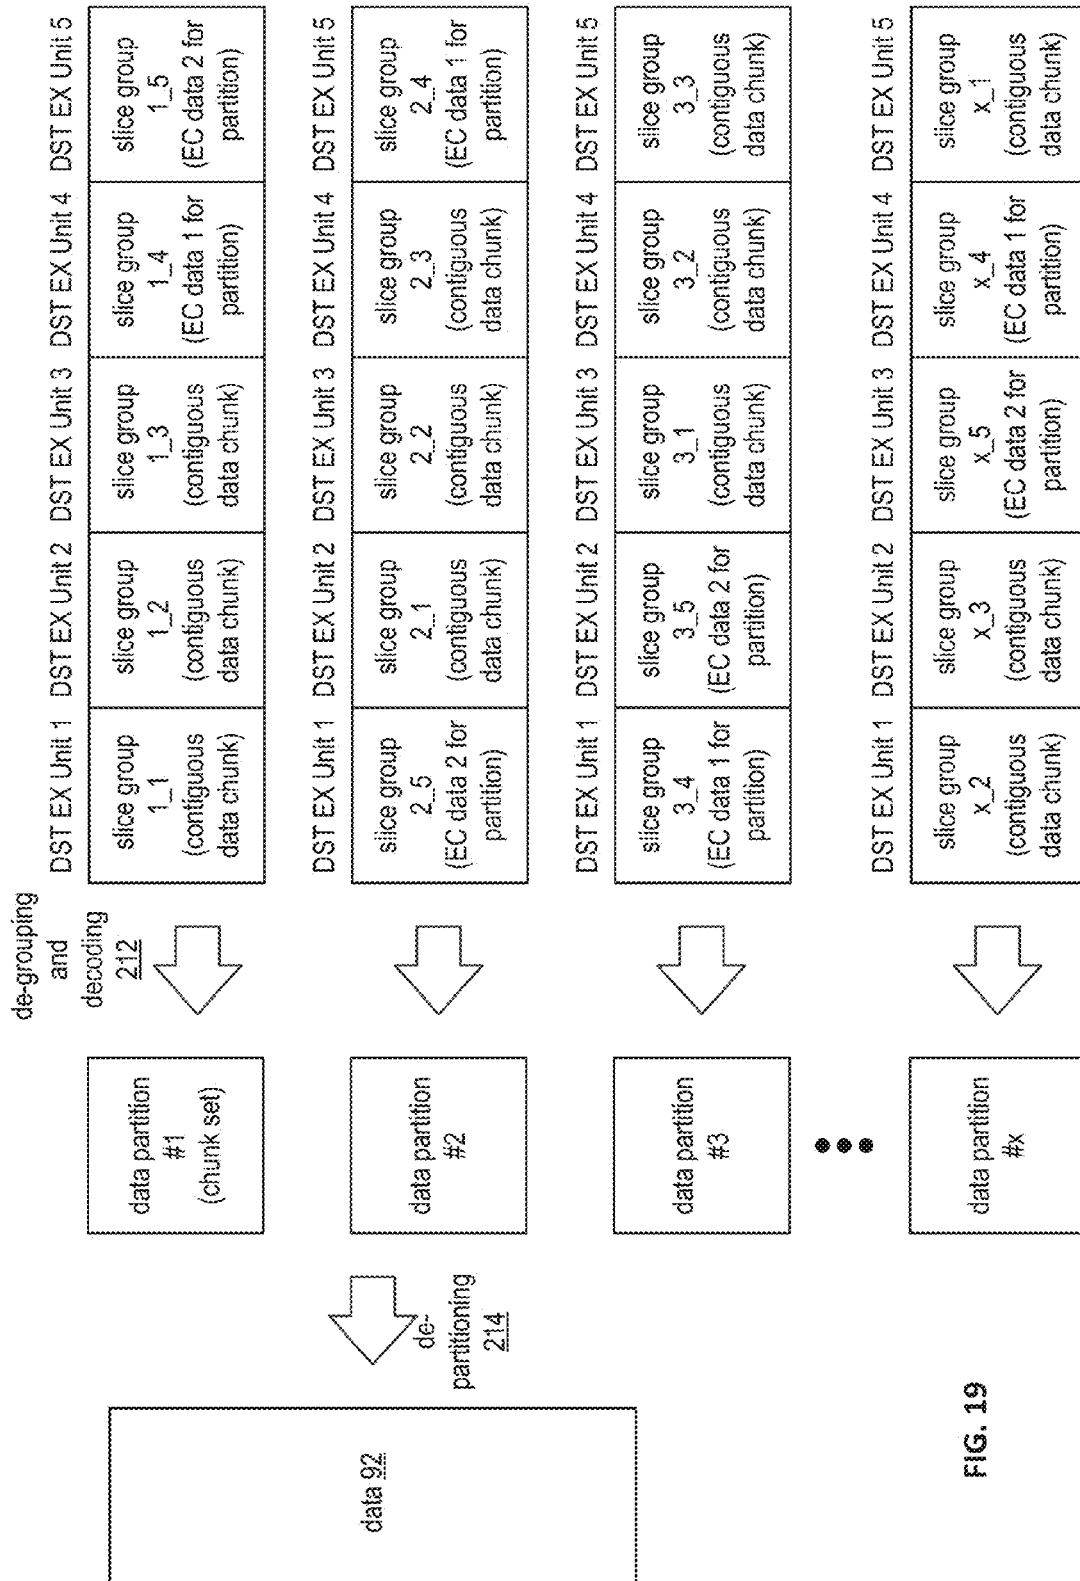 de-grouping
and
decoding
212
DST EX Unit 1
DST EX Unit 2
DST EX Unit 3
DST EX Unit 4
DST EX Unit 5
data partition
#1
(chunk set)
slice group
1_1
(contiguous
data chunk)
slice group
1_2
(contiguous
data chunk)
slice group
1_3
(contiguous
data chunk)
slice group
1_4
(EC data 1 for
partition)
slice group
1_5
(EC data 2 for
partition)
data 92
de-
partitioning
214
DST EX Unit 1
DST EX Unit 2
DST EX Unit 3
DST EX Unit 4
DST EX Unit 5
data partition
#2
slice group
2_5
(EC data 2 for
partition)
slice group
2_1
(contiguous
data chunk)
slice group
2_2
(contiguous
data chunk)
slice group
2_3
(contiguous
data chunk)
slice group
2_4
(EC data 1 for
partition)
DST EX Unit 1
DST EX Unit 2
DST EX Unit 3
DST EX Unit 4
DST EX Unit 5
data partition
#3
slice group
3_4
(EC data 1 for
partition)
slice group
3_5
(EC data 2 for
partition)
slice group
3_1
(contiguous
data chunk)
slice group
3_2
(contiguous
data chunk)
slice group
3_3
(contiguous
data chunk)
DST EX Unit 1
DST EX Unit 2
DST EX Unit 3
DST EX Unit 4
DST EX Unit 5
data partition
#x
slice group
x_2
(contiguous
data chunk)
slice group
x_3
(contiguous
data chunk)
slice group
x_5
(EC data 2 for
partition)
slice group
x_4
(EC data 1 for
partition)
slice group
x_1
(contiguous
data chunk)
FIG. 19